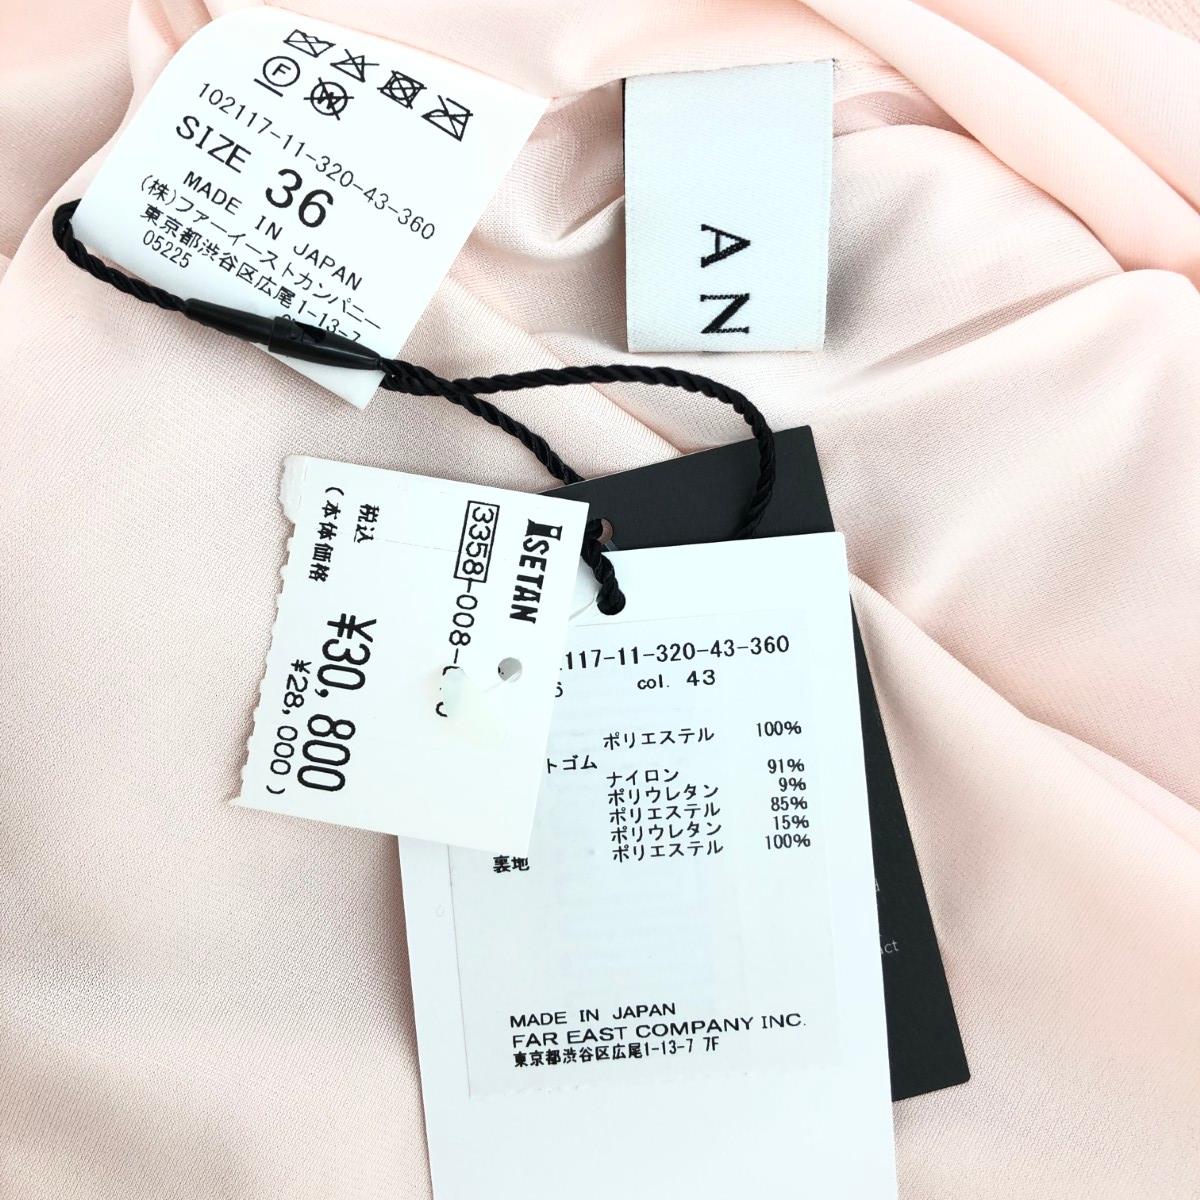 F
W
102117-11-320-43-360
SIZE 36
MADE IN JAPAN
(株)ファーイーストカンパニー
東京都渋谷区広尾1-13-7
05225
AN
ISETAN
3358-008-
税込 ¥30,800
(本体価格 ¥28,000)
117-11-320-43-360
col. 43
ポリエステル 100%
トゴム
ナイロン 91%
ポリウレタン 9%
ポリエステル 85%
ポリウレタン 15%
裏地 ポリエステル 100%
MADE IN JAPAN
FAR EAST COMPANY INC.
東京都渋谷区広尾1-13-7 7F